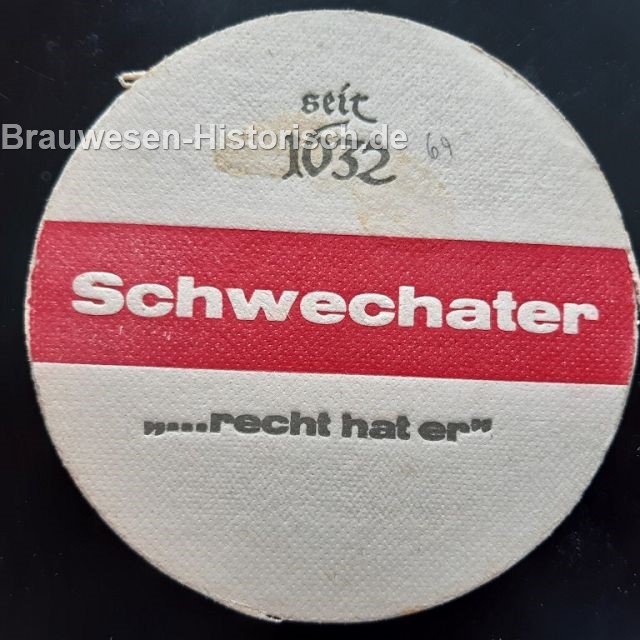 seit
Brauwesen-Historisch.de
1632 69
Schwechater
„...recht hat er“